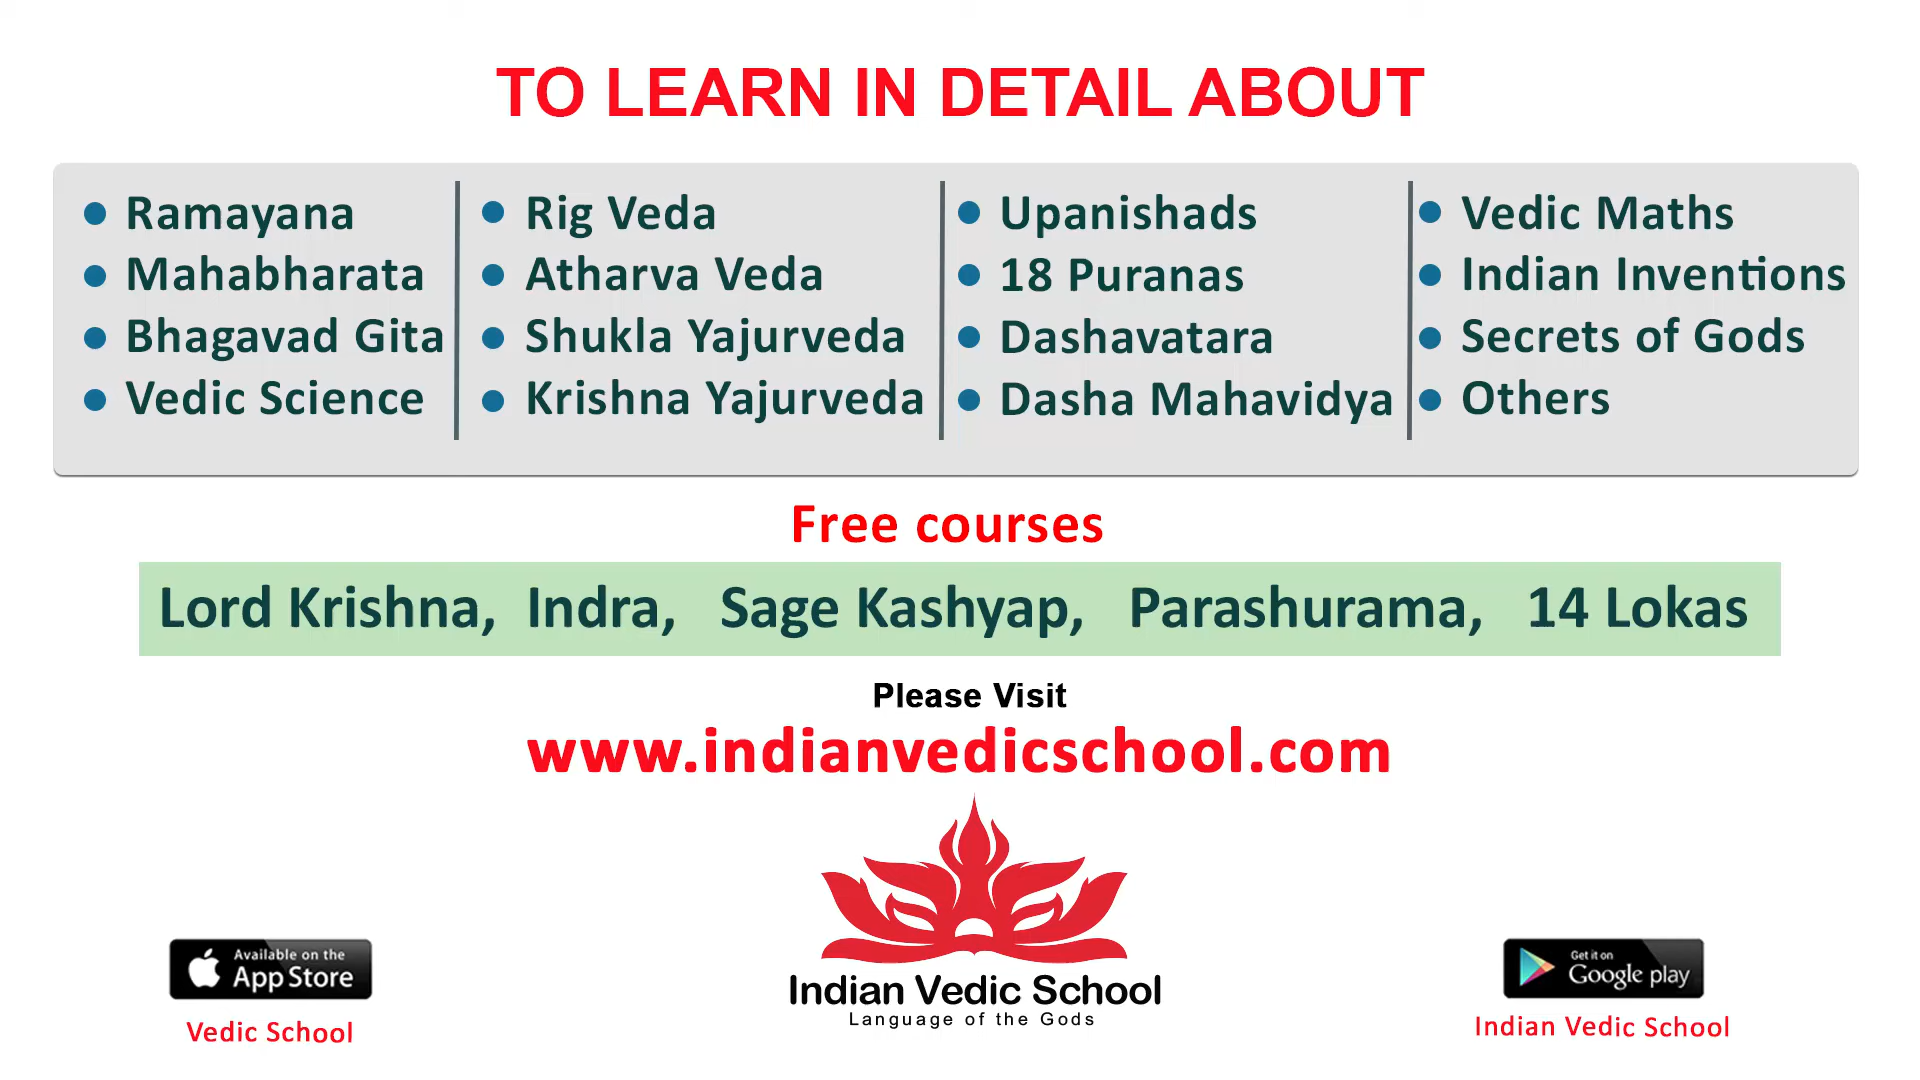 TO LEARN IN DETAIL ABOUT
Ramayana
Mahabharata
Bhagavad Gita
Vedic Science
Rig Veda
Atharva Veda
Shukla Yajurveda
Krishna Yajurveda
Upanishads
18 Puranas
Dashavatara
Dasha Mahavidya
Vedic Maths
Indian Inventions
Secrets of Gods
Others
Free courses
Lord Krishna, Indra, Sage Kashyap, Parashurama, 14 Lokas
Please Visit
www.indianvedicschool.com
Indian Vedic School
Language of the Gods
Available on the
App Store
Vedic School
Get it on
Google play
Indian Vedic School